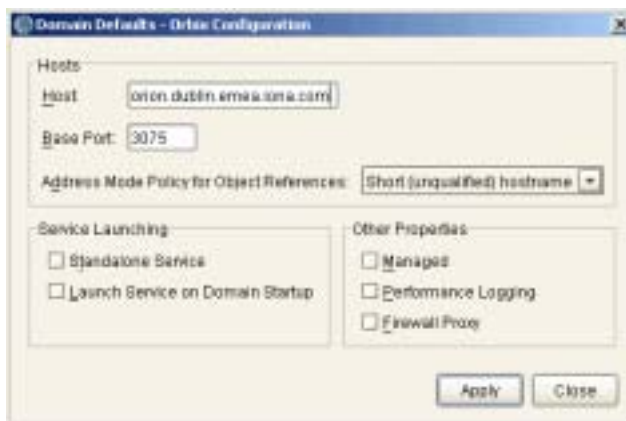 Domain Defaults - Orbix Configuration
Hosts
Host orion.dublin.emea.iona.com
Base Port: 3075
Address Mode Policy for Object References: Short (unqualified) hostname
Service Launching
Standalone Service
Launch Service on Domain Startup
Other Properties
Managed
Performance Logging
Firewall Proxy
Apply Close